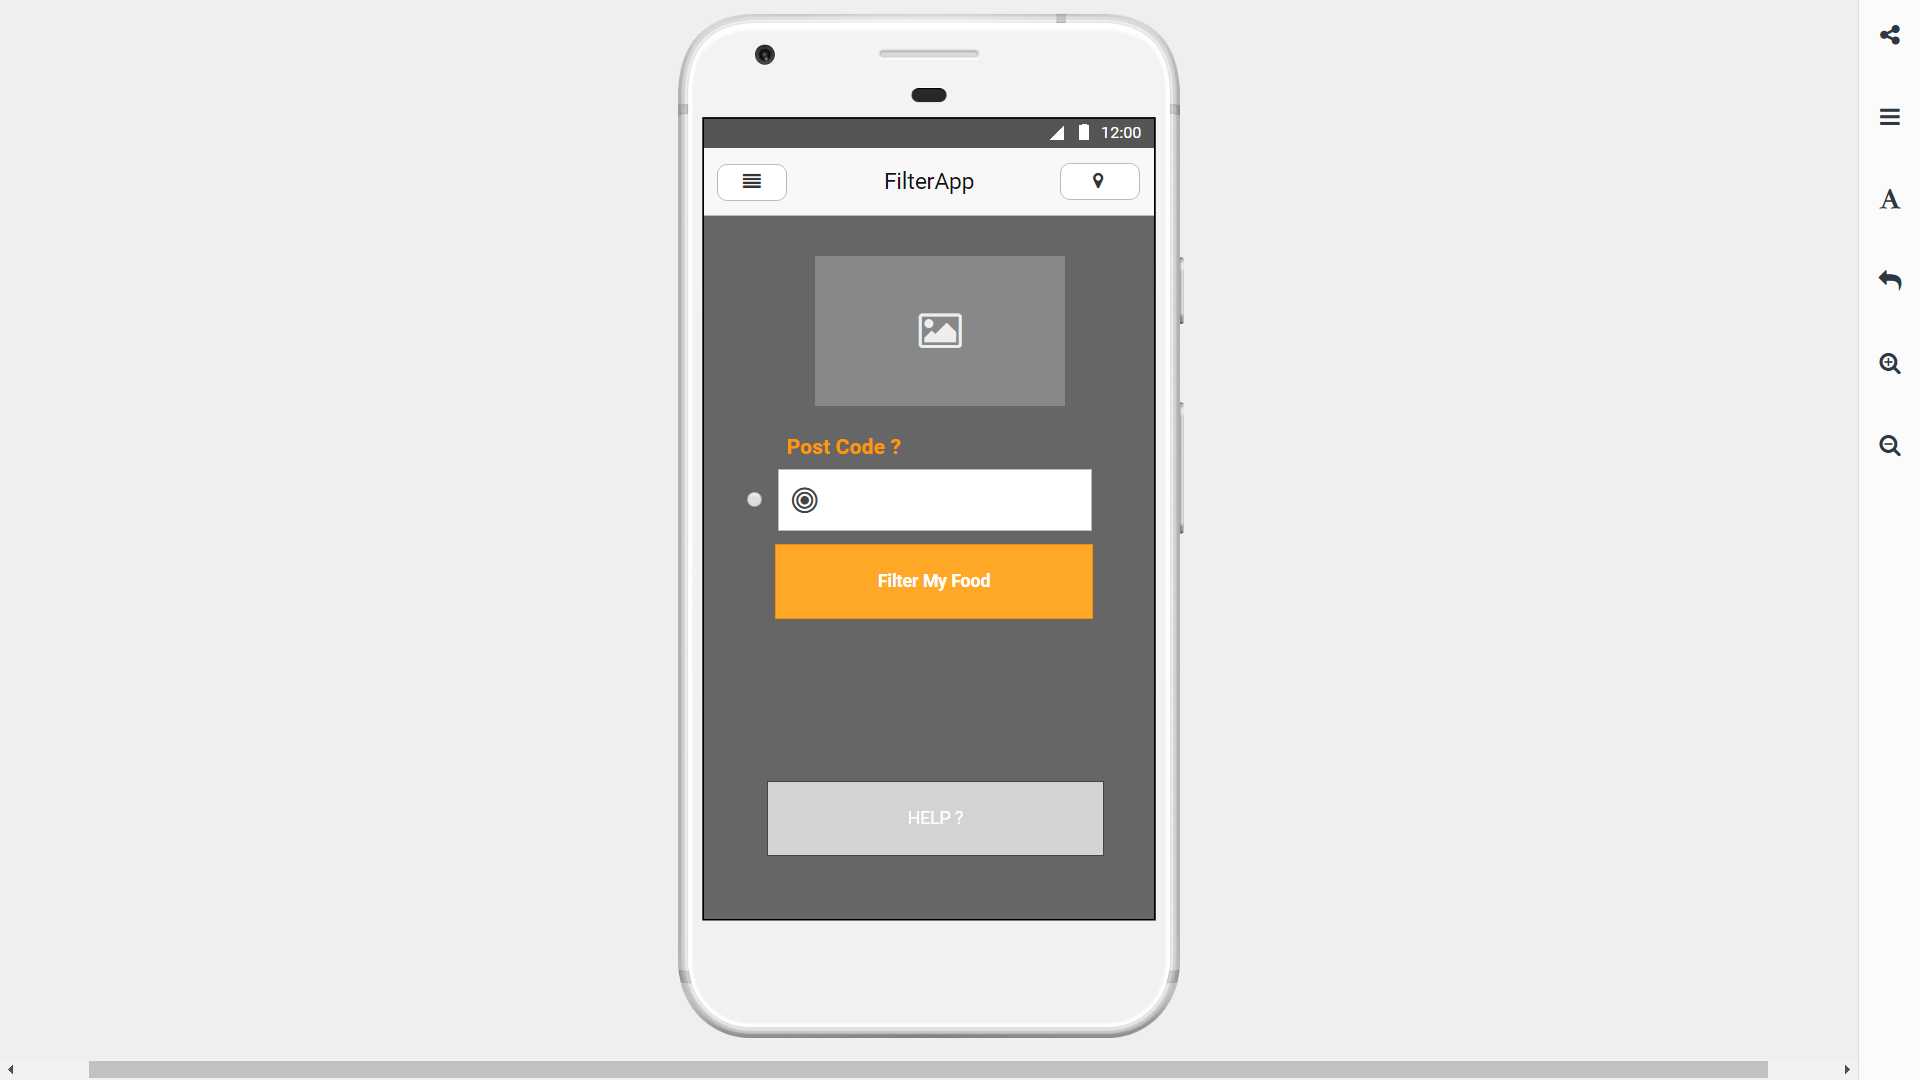 12:00
FilterApp
Post Code ?
Filter My Food
HELP ?
A